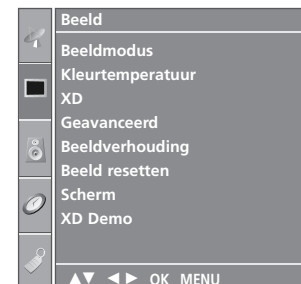 Beeld
Beeldmodus
Kleurtemperatuur
XD
Geavanceerd
Beeldverhouding
Beeld resetten
Scherm
XD Demo
▲▼ ◄► OK MENU